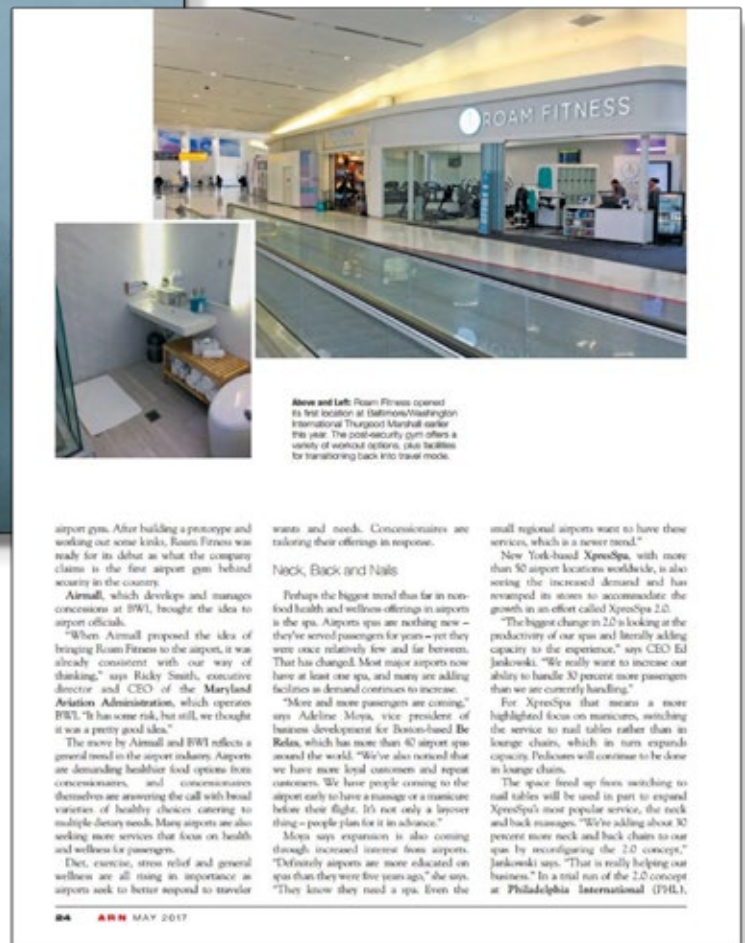 ROAM FITNESS
Above and Left: Roam Fitness opened
its first location at Baltimore/Washington
International Thurgood Marshall earlier
this year. The post-security gym offers a
variety of workout options, plus facilities
for transitioning back into travel mode.
airport gym. After building a prototype and
working out some kinks, Roam Fitness was
ready for its debut as what the company
claims is the first airport gym behind
security in the country.
Airmall, which develops and manages
concessions at BWI, brought the idea to
airport officials.
"When Airmall proposed the idea of
bringing Roam Fitness to the airport, it was
already consistent with our way of
thinking," says Ricky Smith, executive
director and CEO of the Maryland
Aviation Administration, which operates
BWI. "It has some risk, but still, we thought
it was a pretty good idea."
The move by Airmall and BWI reflects a
general trend in the airport industry. Airports
are demanding healthier food options from
concessionaires, and concessionaires
themselves are answering the call with broad
varieties of healthy choices catering to
multiple dietary needs. Many airports are also
seeking more services that focus on health
and wellness for passengers.
Diet, exercise, stress relief and general
wellness are all rising in importance as
airports seek to better respond to traveler
wants and needs. Concessionaires are
tailoring their offerings in response.
Neck, Back and Nails
Perhaps the biggest trend thus far in non-
food health and wellness offerings in airports
is the spa. Airports spas are nothing new –
they've served passengers for years – yet they
were once relatively few and far between.
That has changed. Most major airports now
have at least one spa, and many are adding
facilities as demand continues to increase.
"More and more passengers are coming,"
says Adeline Moya, vice president of
business development for Boston-based Be
Relax, which has more than 40 airport spas
around the world. "We've also noticed that
we have more loyal customers and repeat
customers. We have people coming to the
airport early to have a massage or a manicure
before their flight. It's not only a layover
thing – people plan for it in advance."
Moya says expansion is also coming
through increased interest from airports.
"Definitely airports are more educated on
spas than they were five years ago," she says.
"They know they need a spa. Even the
small regional airports want to have these
services, which is a newer trend."
New York-based XpresSpa, with more
than 50 airport locations worldwide, is also
seeing the increased demand and has
revamped its stores to accommodate the
growth in an effort called XpresSpa 2.0.
"The biggest change in 2.0 is looking at the
productivity of our spas and literally adding
capacity to the experience," says CEO Ed
Jankowski. "We really want to increase our
ability to handle 30 percent more passengers
than we are currently handling."
For XpresSpa that means a more
highlighted focus on manicures, switching
the service to nail tables rather than in
lounge chairs, which in turn expands
capacity. Pedicures will continue to be done
in lounge chairs.
The space freed up from switching to
nail tables will be used in part to expand
XpresSpa's most popular service, the neck
and back massages. "We're adding about 30
percent more neck and back chairs to our
spas by reconfiguring the 2.0 concept,"
Jankowski says. "That is really helping our
business." In a trial run of the 2.0 concept
at Philadelphia International (PHL),
24 ARN MAY 2017